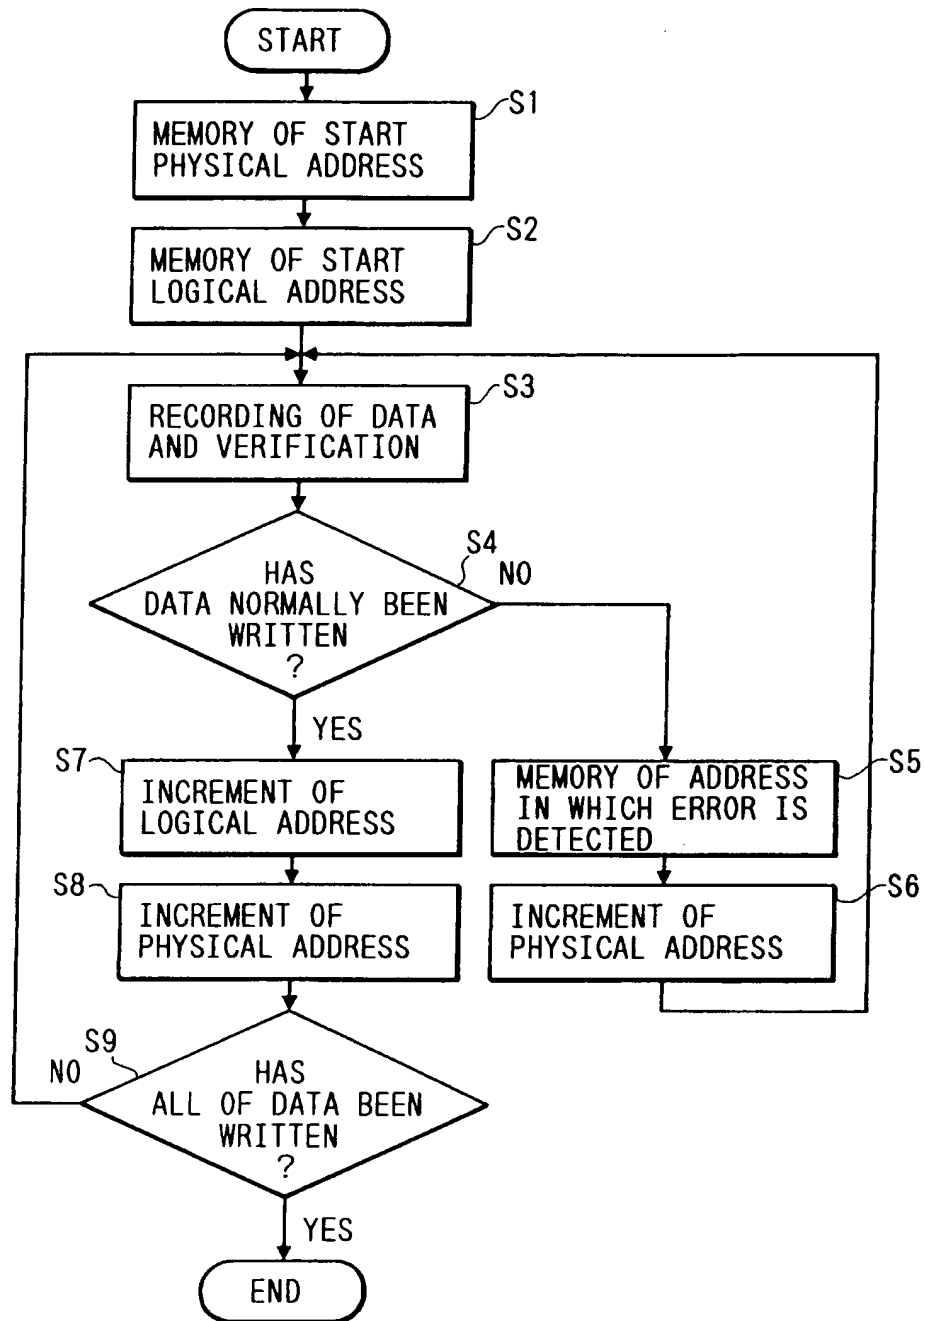 START
S1
MEMORY OF START
PHYSICAL ADDRESS
S2
MEMORY OF START
LOGICAL ADDRESS
S3
RECORDING OF DATA
AND VERIFICATION
S4
NO
HAS
DATA NORMALLY BEEN
WRITTEN
?
YES
S7
INCREMENT OF
LOGICAL ADDRESS
S5
MEMORY OF ADDRESS
IN WHICH ERROR IS
DETECTED
S8
INCREMENT OF
PHYSICAL ADDRESS
S6
INCREMENT OF
PHYSICAL ADDRESS
S9
NO
HAS
ALL OF DATA BEEN
WRITTEN
?
YES
END